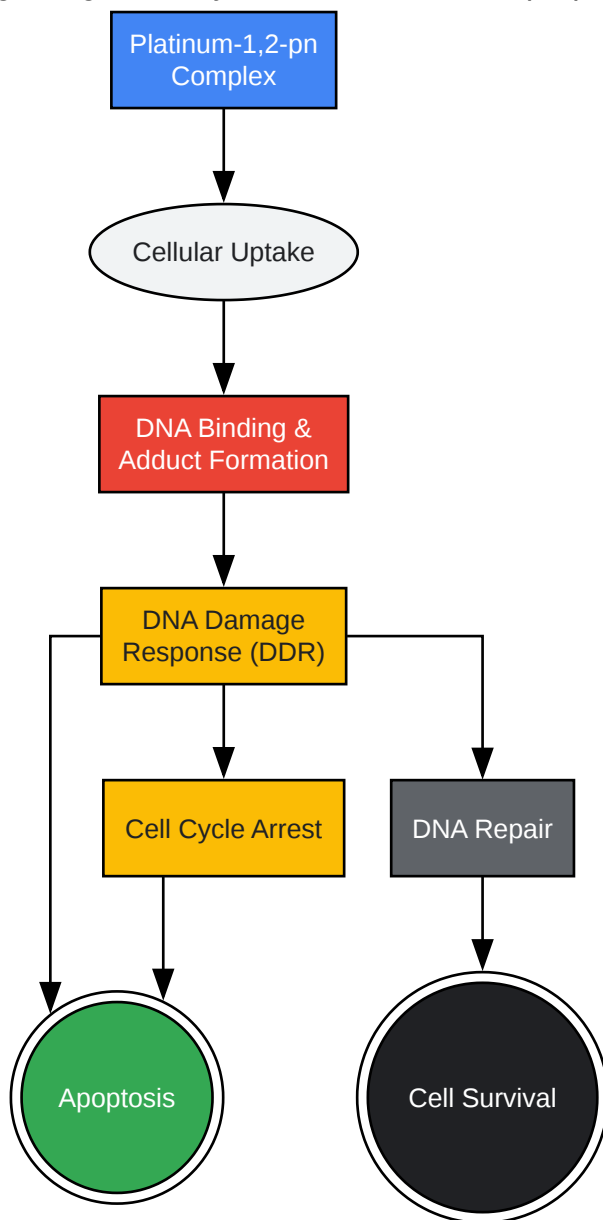 Platinum-1,2-pn
Complex
Cellular Uptake
DNA Binding &
Adduct Formation
DNA Damage
Response (DDR)
Cell Cycle Arrest
DNA Repair
Apoptosis
Cell Survival